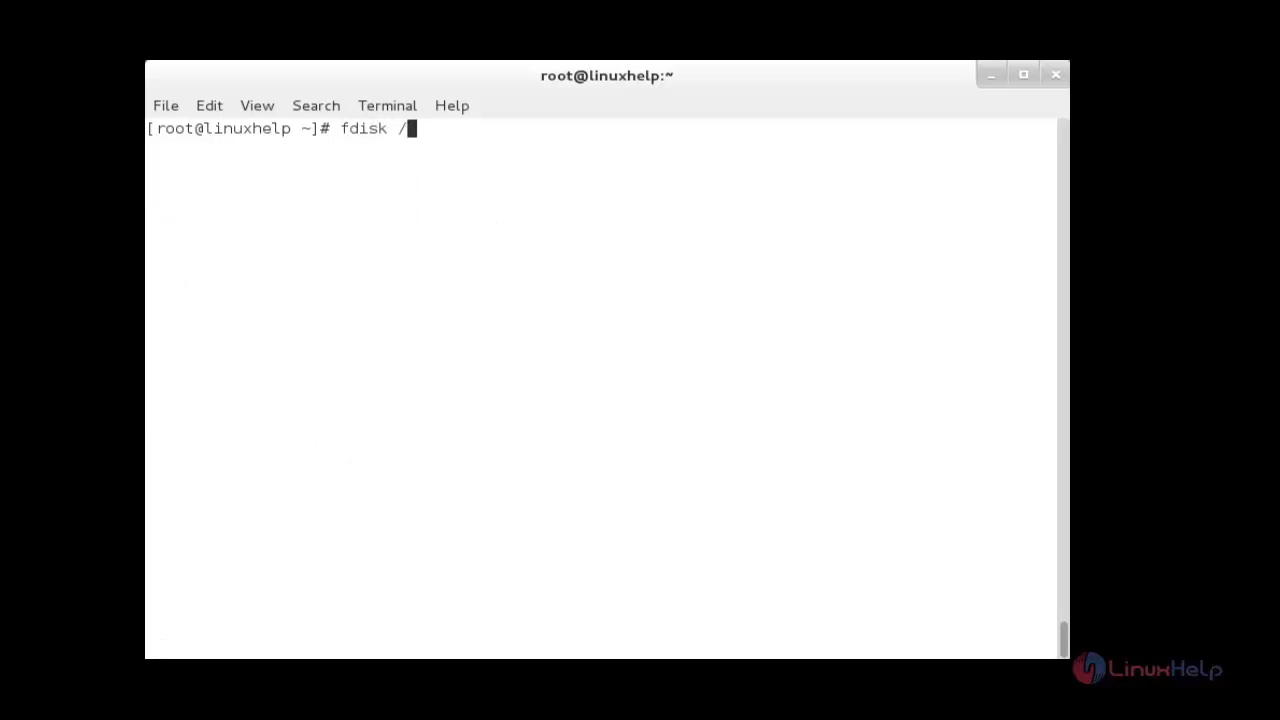 root@linuxhelp:~
File Edit View Search Terminal Help
[root@linuxhelp ~]# fdisk /
LinuxHelp